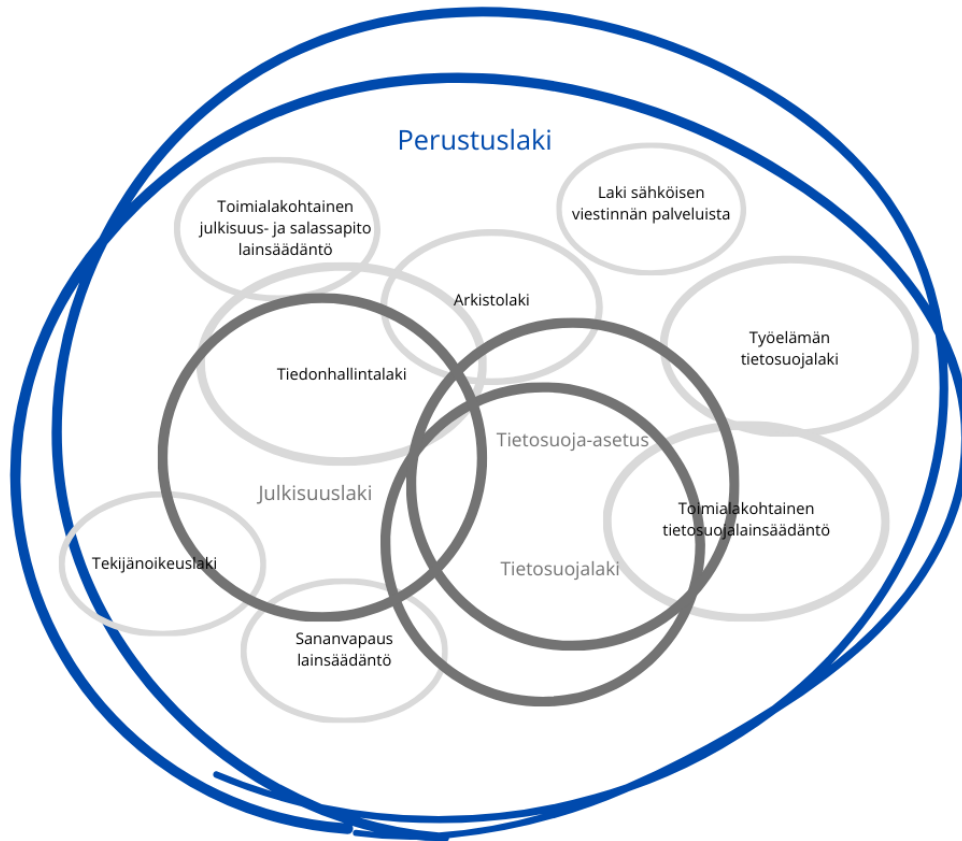 Perustuslaki
Toimialakohtainen
julkisuus- ja salassapito
lainsäädäntö
Laki sähköisen
viestinnän palveluista
Arkistolaki
Työelämän
tietosuojalaki
Tiedonhallintalaki
Tietosuoja-asetus
Julkisuuslaki
Toimialakohtainen
tietosuojalainsäädäntö
Tekijänoikeuslaki
Tietosuojalaki
Sananvapaus
lainsäädäntö